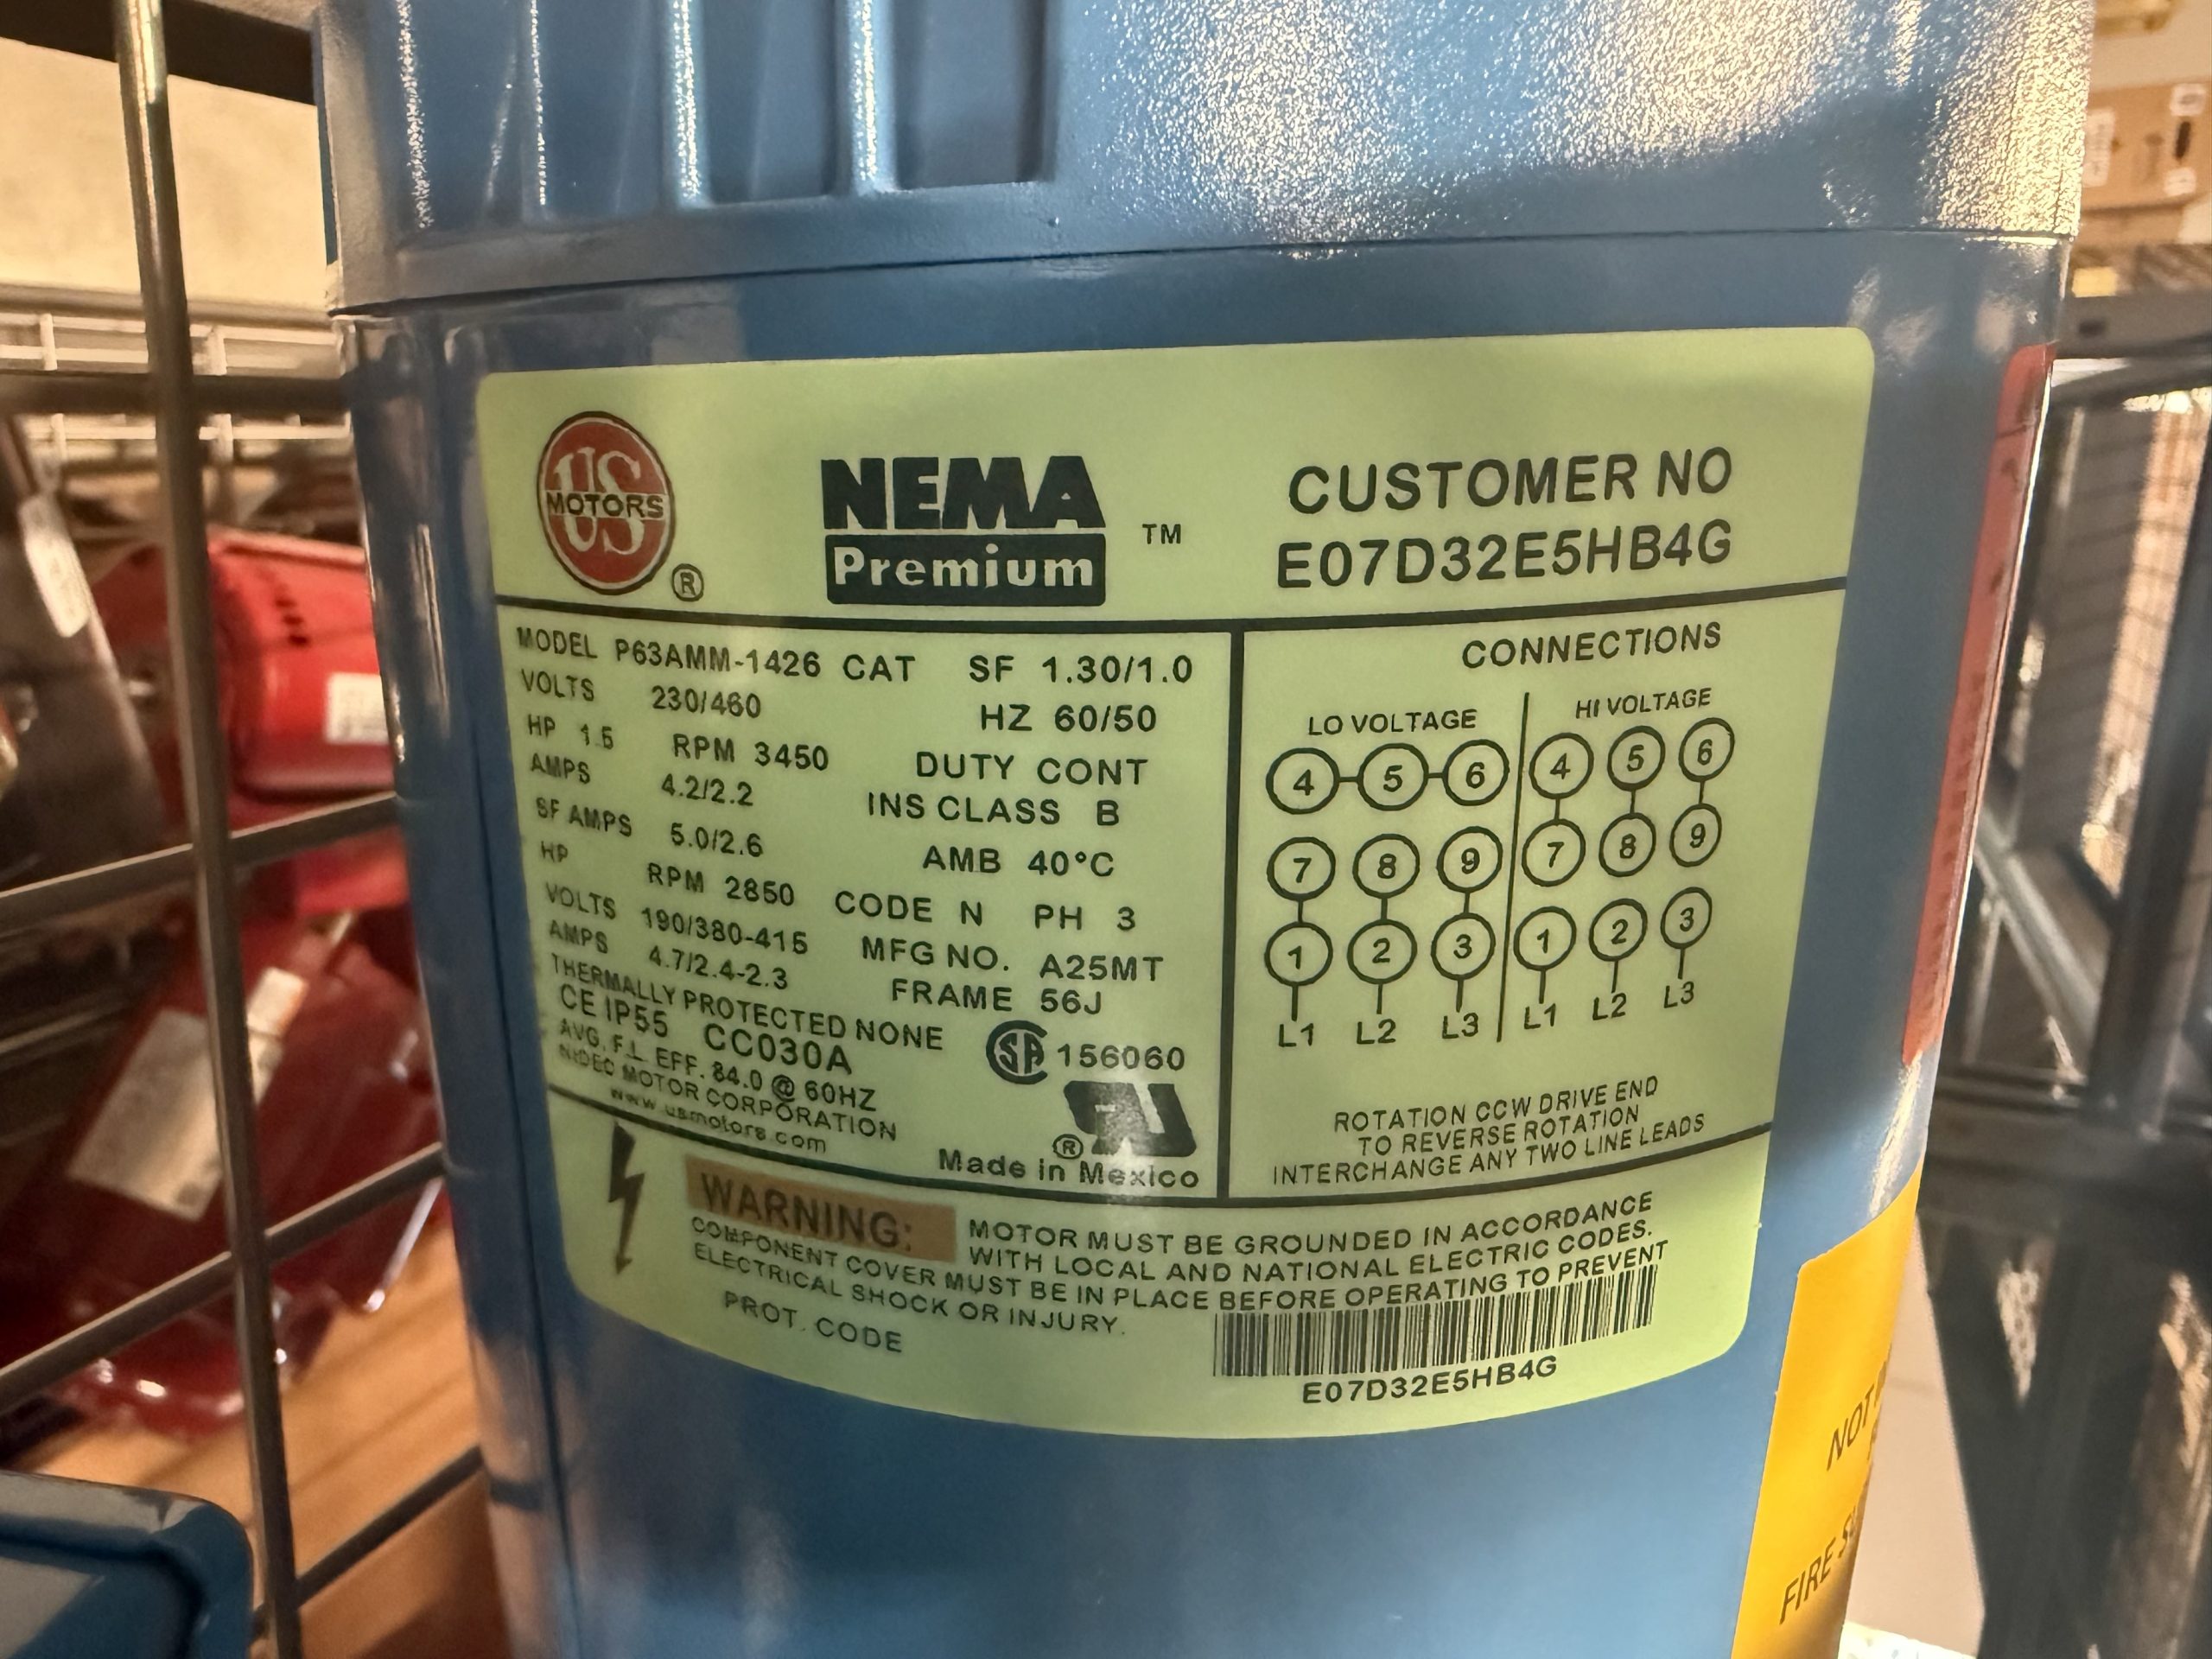 US
MOTORS
®
NEMA
Premium
TM
CUSTOMER NO
E07D32E5HB4G
MODEL P63AMM-1426 CAT SF 1.30/1.0
VOLTS 230/460 HZ 60/50
HP 1.5 RPM 3450 DUTY CONT
AMPS 4.2/2.2 INS CLASS B
SF AMPS 5.0/2.6 AMB 40°C
HP RPM 2850 CODE N PH 3
VOLTS 190/380-415 MFG NO. A25MT
AMPS 4.7/2.4-2.3 FRAME 56J
THERMALLY PROTECTED NONE
CE IP55 CC030A
SA 156060
AVG. F.L. EFF. 84.0 @ 60HZ
NIDEC MOTOR CORPORATION
www.usmotors.com
®
Made in Mexico
CONNECTIONS
LO VOLTAGE HI VOLTAGE
4 5 6 4 5 6
7 8 9 7 8 9
1 2 3 1 2 3
L1 L2 L3 L1 L2 L3
ROTATION CCW DRIVE END
TO REVERSE ROTATION
INTERCHANGE ANY TWO LINE LEADS
WARNING: MOTOR MUST BE GROUNDED IN ACCORDANCE
WITH LOCAL AND NATIONAL ELECTRIC CODES.
COMPONENT COVER MUST BE IN PLACE BEFORE OPERATING TO PREVENT
ELECTRICAL SHOCK OR INJURY.
PROT. CODE
E07D32E5HB4G
NOT
FIRE